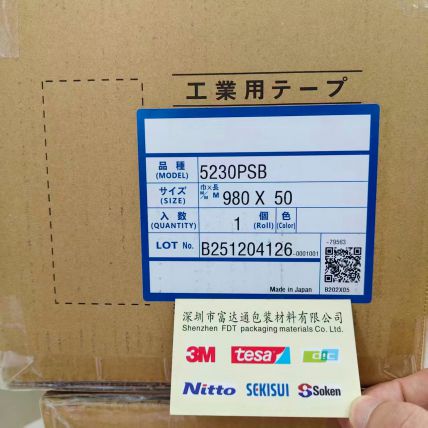 工業用テープ
品種 (MODEL) 5230PSB
サイズ (SIZE) 巾×長 M/M M 980 X 50
入数 (QUANTITY) 1 個 (Roll) 色 (Color)
LOT No. B251204126-0001001
-79563
Made in Japan B202X05
深圳市富达通包装材料有限公司
Shenzhen FDT packaging materials Co.Ltd.
3M tesa dic
Nitto SEKISUI Soken